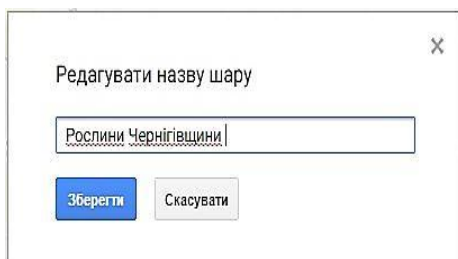 Редагувати назву шару
Рослини Чернігівщини
Зберегти Скасувати